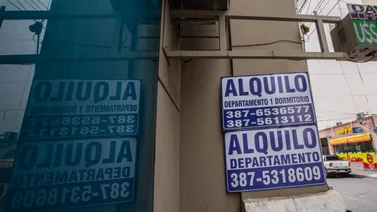 ALQUILO
DEPARTAMENTO 1 DORMITORIO
387-6536577
387-5613112
ALQUILO
DEPARTAMENTO
387-5318609